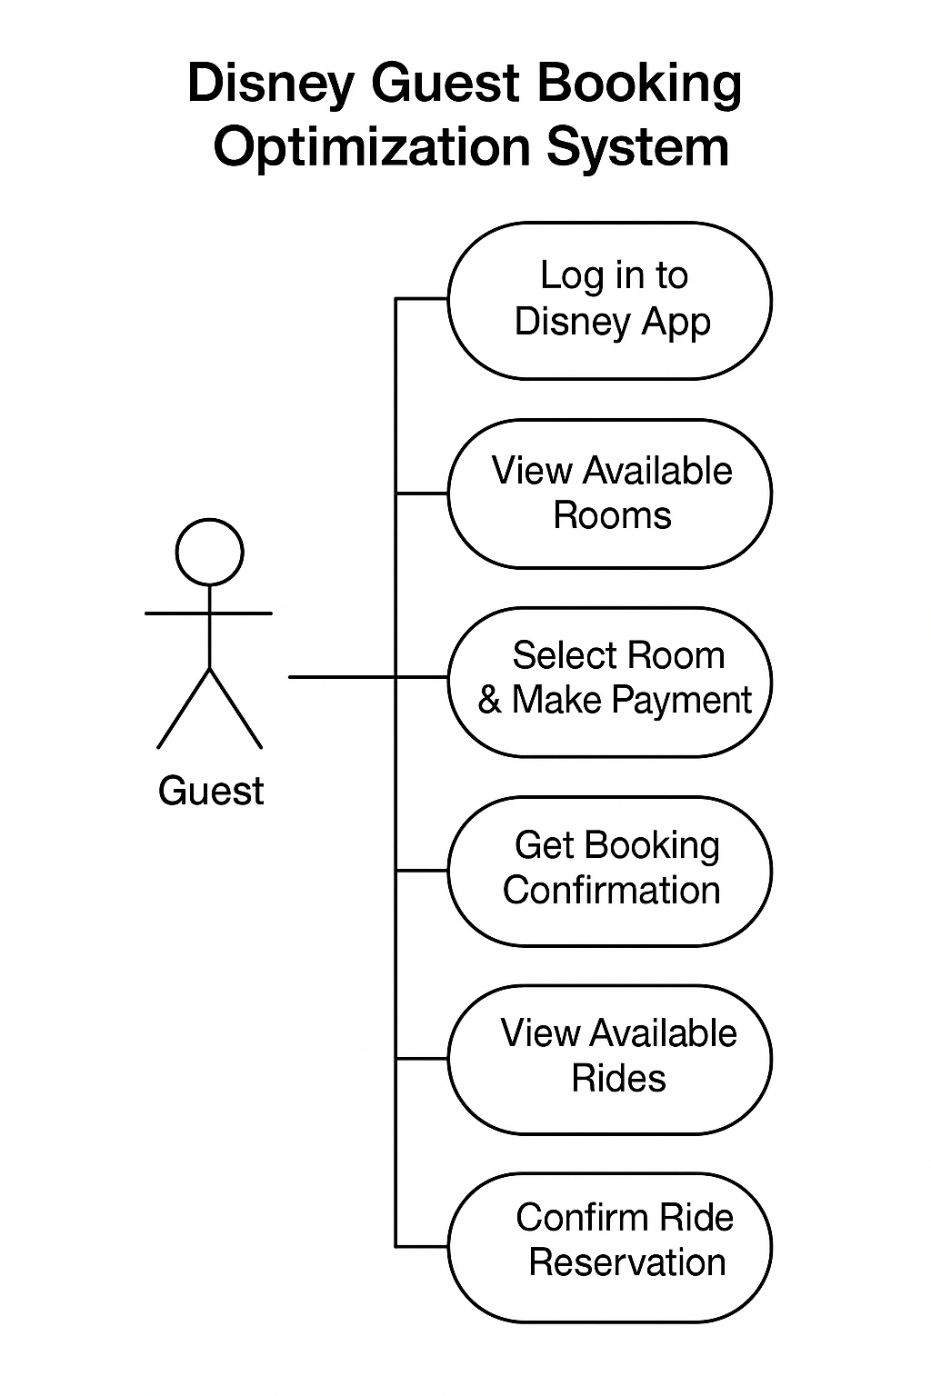 Disney Guest Booking
Optimization System
Log in to
Disney App
View Available
Rooms
Select Room
& Make Payment
Guest
Get Booking
Confirmation
View Available
Rides
Confirm Ride
Reservation